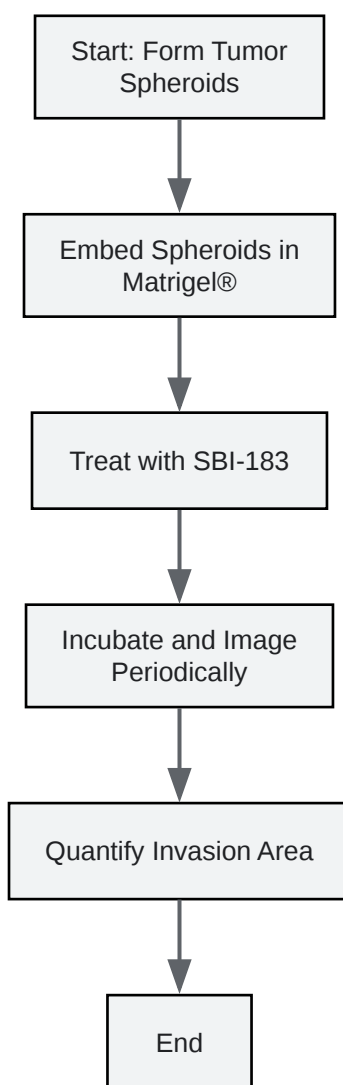 Start: Form Tumor
Spheroids
Embed Spheroids in
Matrigel®
Treat with SBI-183
Incubate and Image
Periodically
Quantify Invasion Area
End